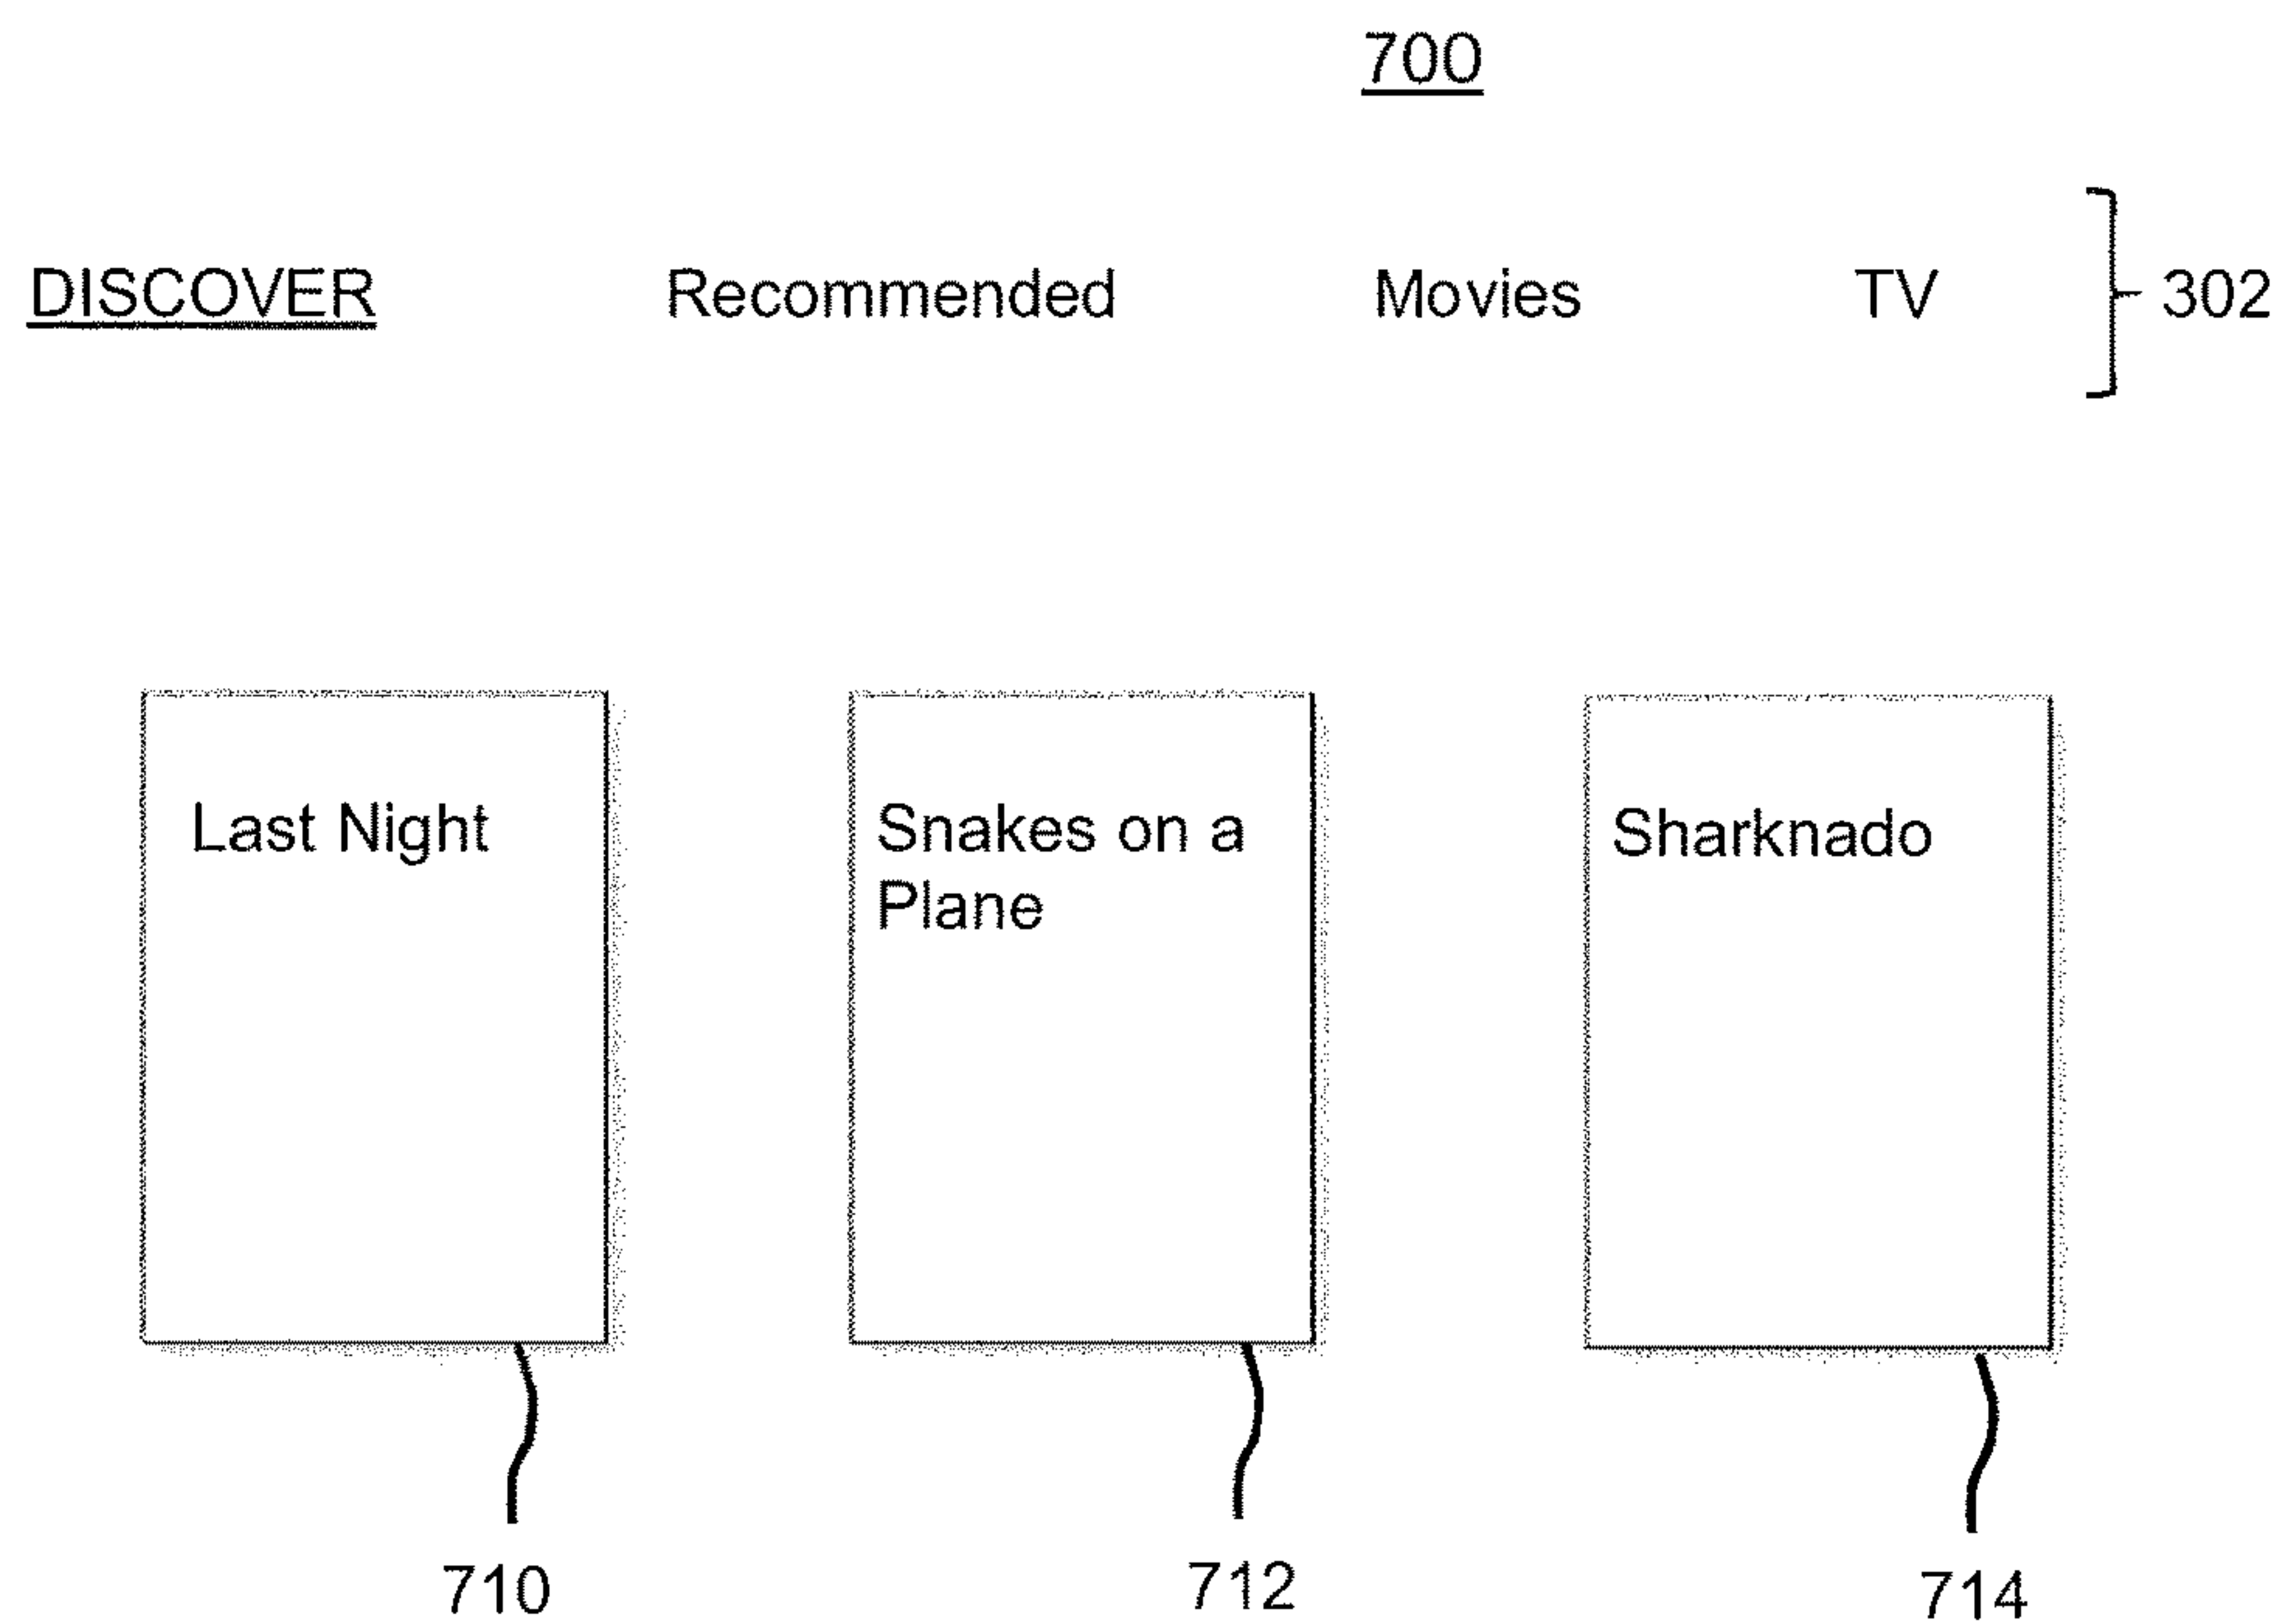 700
DISCOVER Recommended Movies TV 302
Last Night
Snakes on a
Plane
Sharknado
710
712
714